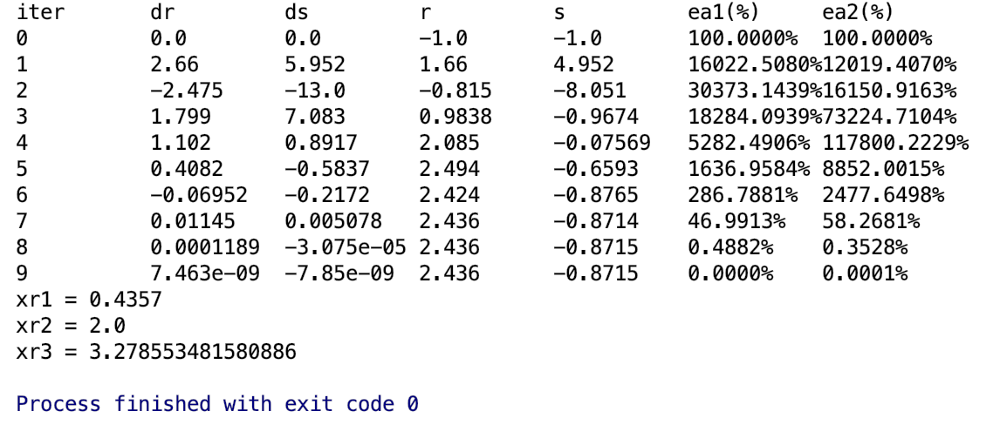 iter dr ds r s ea1(%) ea2(%)
0 0.0 0.0 -1.0 -1.0 100.0000% 100.0000%
1 2.66 5.952 1.66 4.952 16022.5080%12019.4070%
2 -2.475 -13.0 -0.815 -8.051 30373.1439%16150.9163%
3 1.799 7.083 0.9838 -0.9674 18284.0939%73224.7104%
4 1.102 0.8917 2.085 -0.07569 5282.4906% 117800.2229%
5 0.4082 -0.5837 2.494 -0.6593 1636.9584% 8852.0015%
6 -0.06952 -0.2172 2.424 -0.8765 286.7881% 2477.6498%
7 0.01145 0.005078 2.436 -0.8714 46.9913% 58.2681%
8 0.0001189 -3.075e-05 2.436 -0.8715 0.4882% 0.3528%
9 7.463e-09 -7.85e-09 2.436 -0.8715 0.0000% 0.0001%
xr1 = 0.4357
xr2 = 2.0
xr3 = 3.278553481580886
Process finished with exit code 0